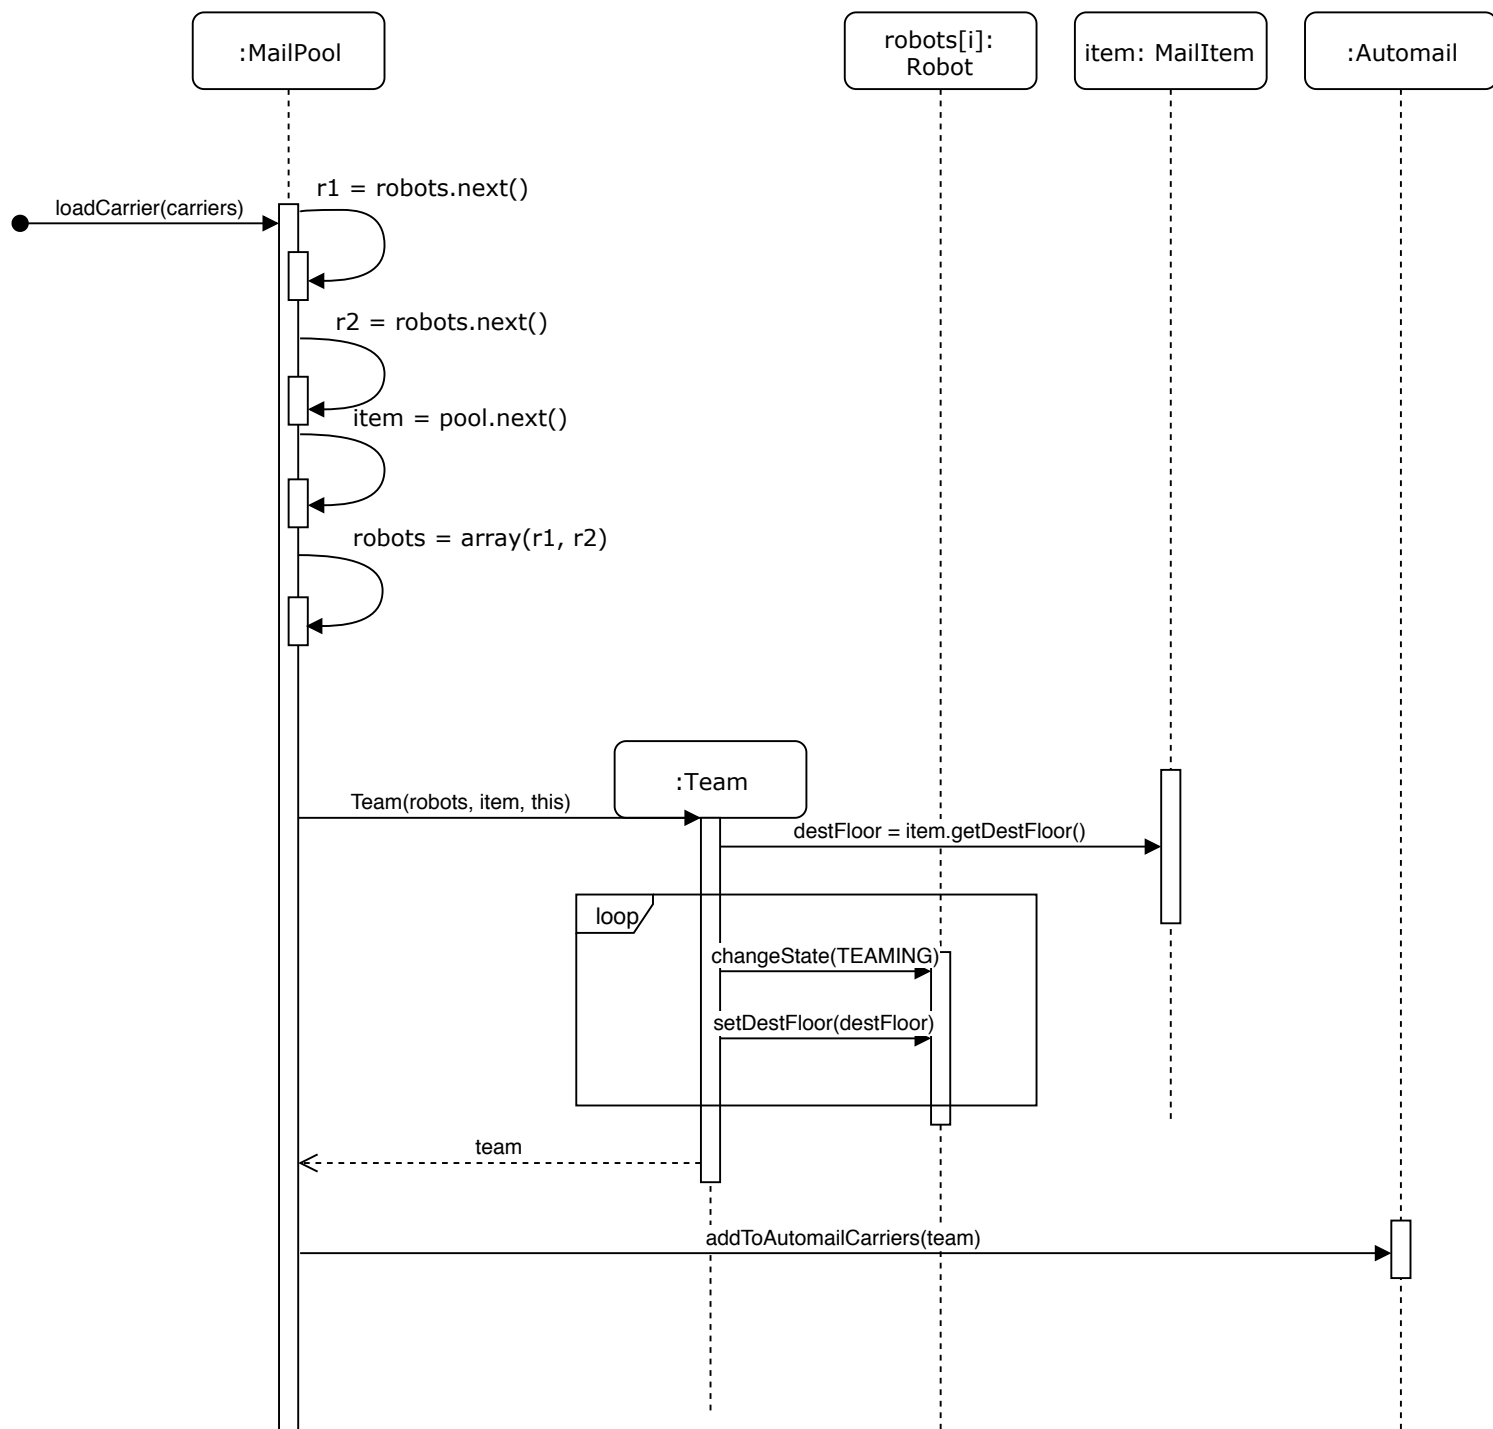 :MailPool
robots[i]:
Robot
item: MailItem
:Automail
r1 = robots.next()
loadCarrier(carriers)
r2 = robots.next()
item = pool.next()
robots = array(r1, r2)
:Team
Team(robots, item, this)
destFloor = item.getDestFloor()
loop
changeState(TEAMING)
setDestFloor(destFloor)
team
addToAutomailCarriers(team)